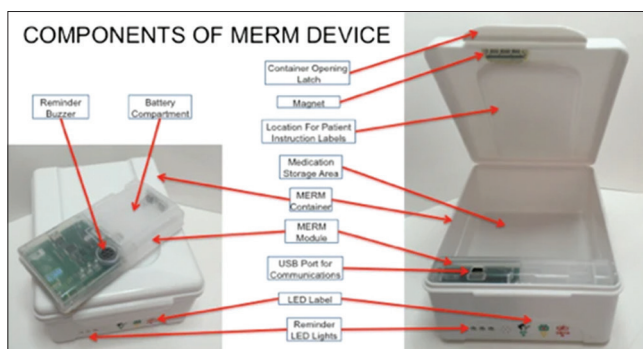 COMPONENTS OF MERM DEVICE
Reminder
Buzzer
Battery
Compartment
Container Opening
Latch
Magnet
Location For Patient
Instruction Labels
Medication
Storage Area
MERM
Container
MERM
Module
USB Port for
Communications
LED Label
Reminder
LED Lights